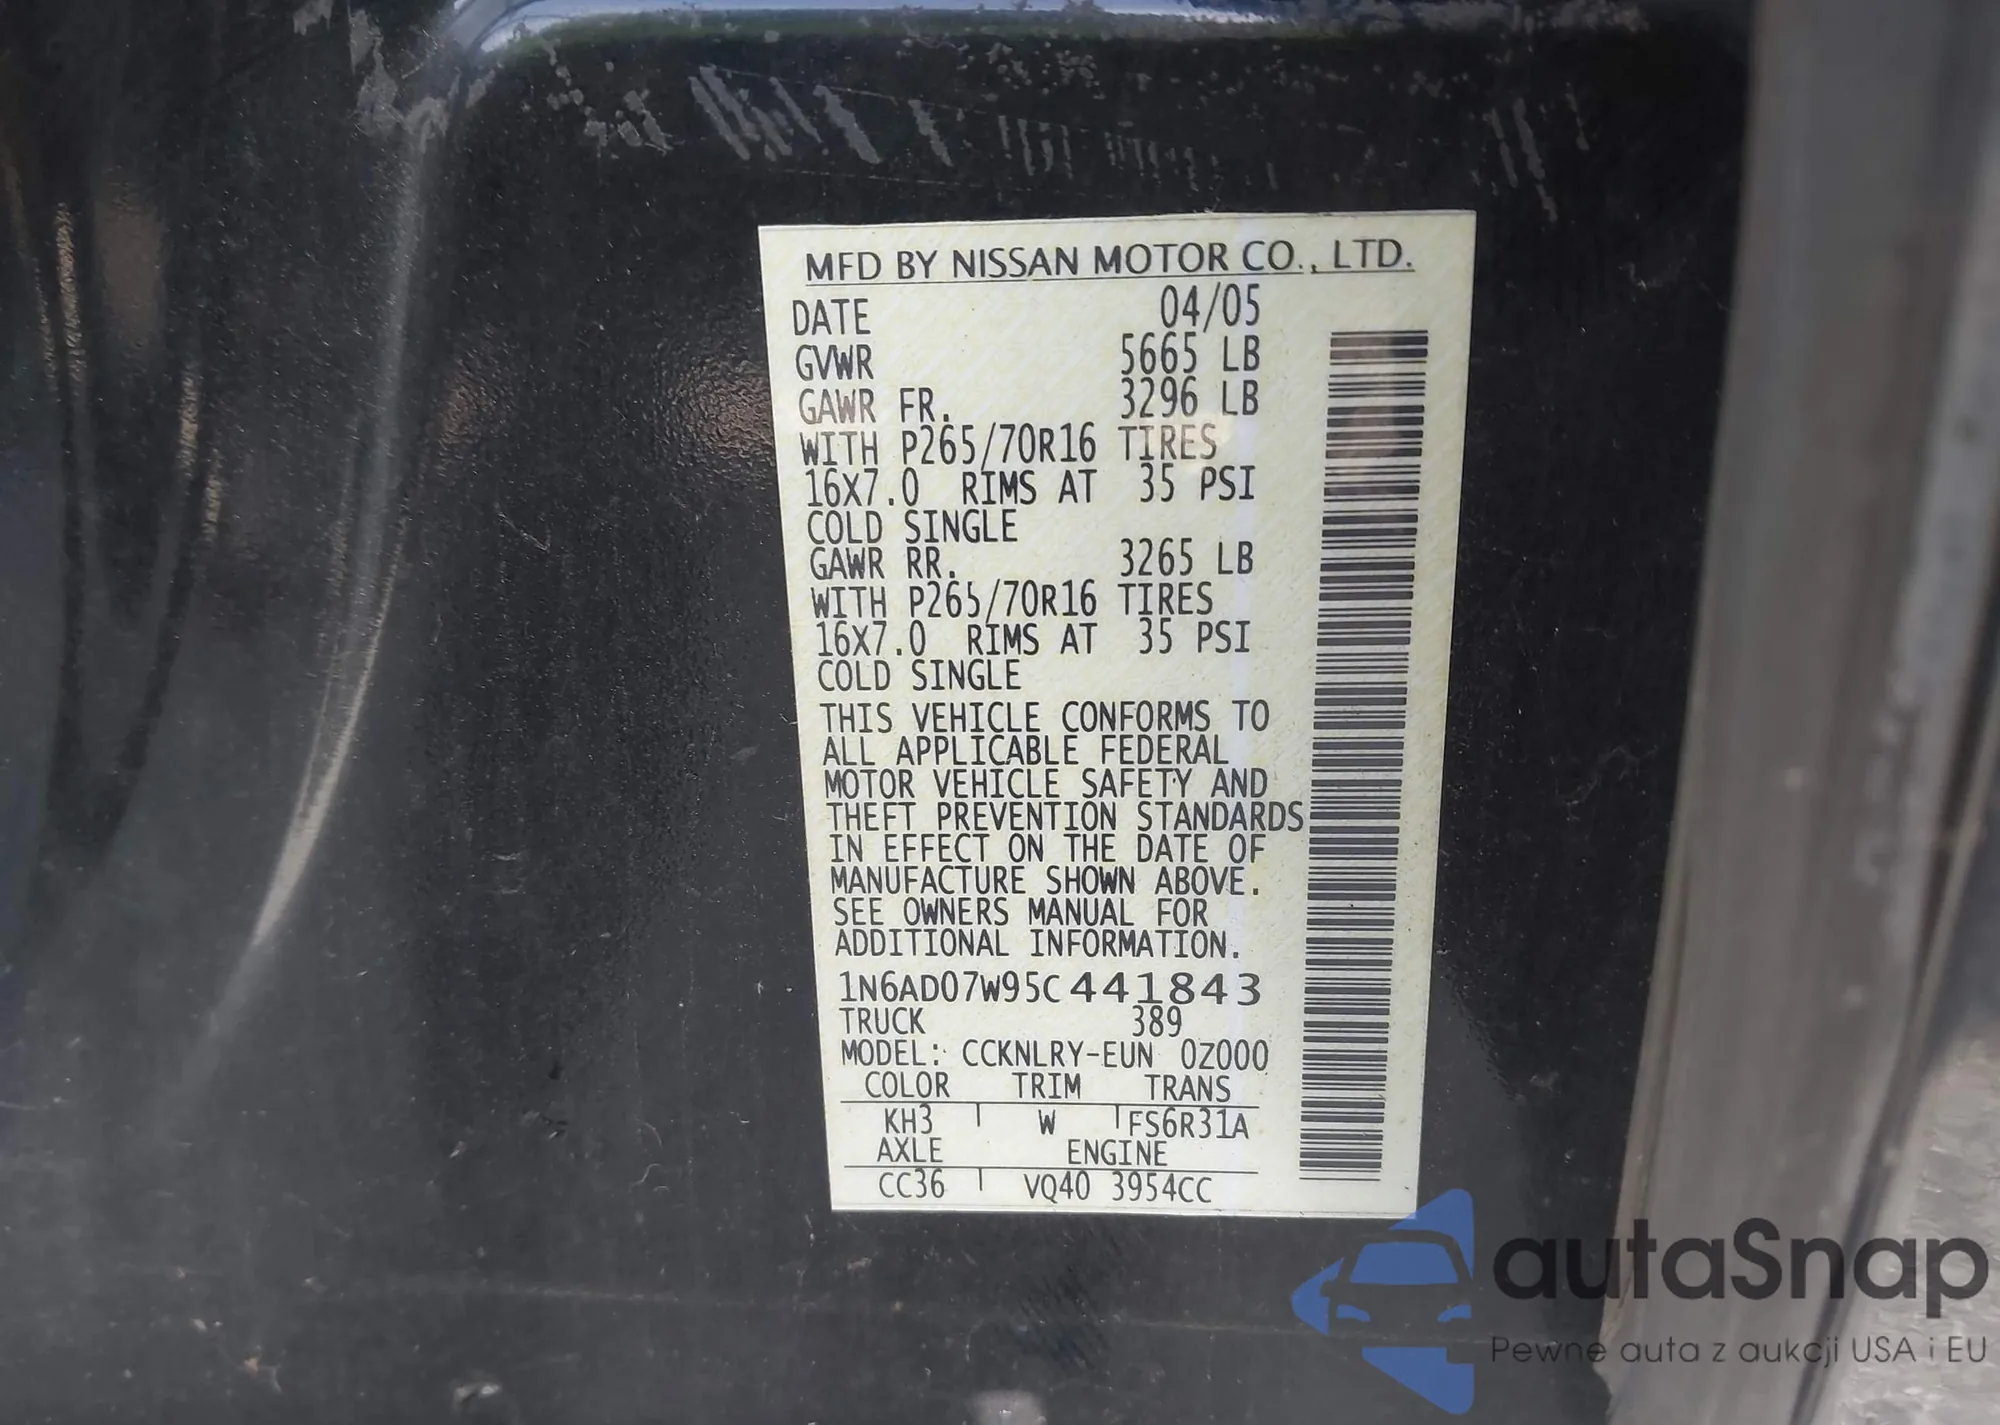 MFD BY NISSAN MOTOR CO., LTD.
DATE 04/05
GVWR 5665 LB
GAWR FR. 3296 LB
WITH P265/70R16 TIRES
16X7.0 RIMS AT 35 PSI
COLD SINGLE
GAWR RR. 3265 LB
WITH P265/70R16 TIRES
16X7.0 RIMS AT 35 PSI
COLD SINGLE
THIS VEHICLE CONFORMS TO
ALL APPLICABLE FEDERAL
MOTOR VEHICLE SAFETY AND
THEFT PREVENTION STANDARDS
IN EFFECT ON THE DATE OF
MANUFACTURE SHOWN ABOVE.
SEE OWNERS MANUAL FOR
ADDITIONAL INFORMATION.
1N6AD07W95C441843
TRUCK 389
MODEL: CCKNLRY-EUN 0Z000
COLOR TRIM TRANS
KH3 W FS6R31A
AXLE ENGINE
CC36 VQ40 3954CC
autaSnap
Pewne auta z aukcji USA i EU